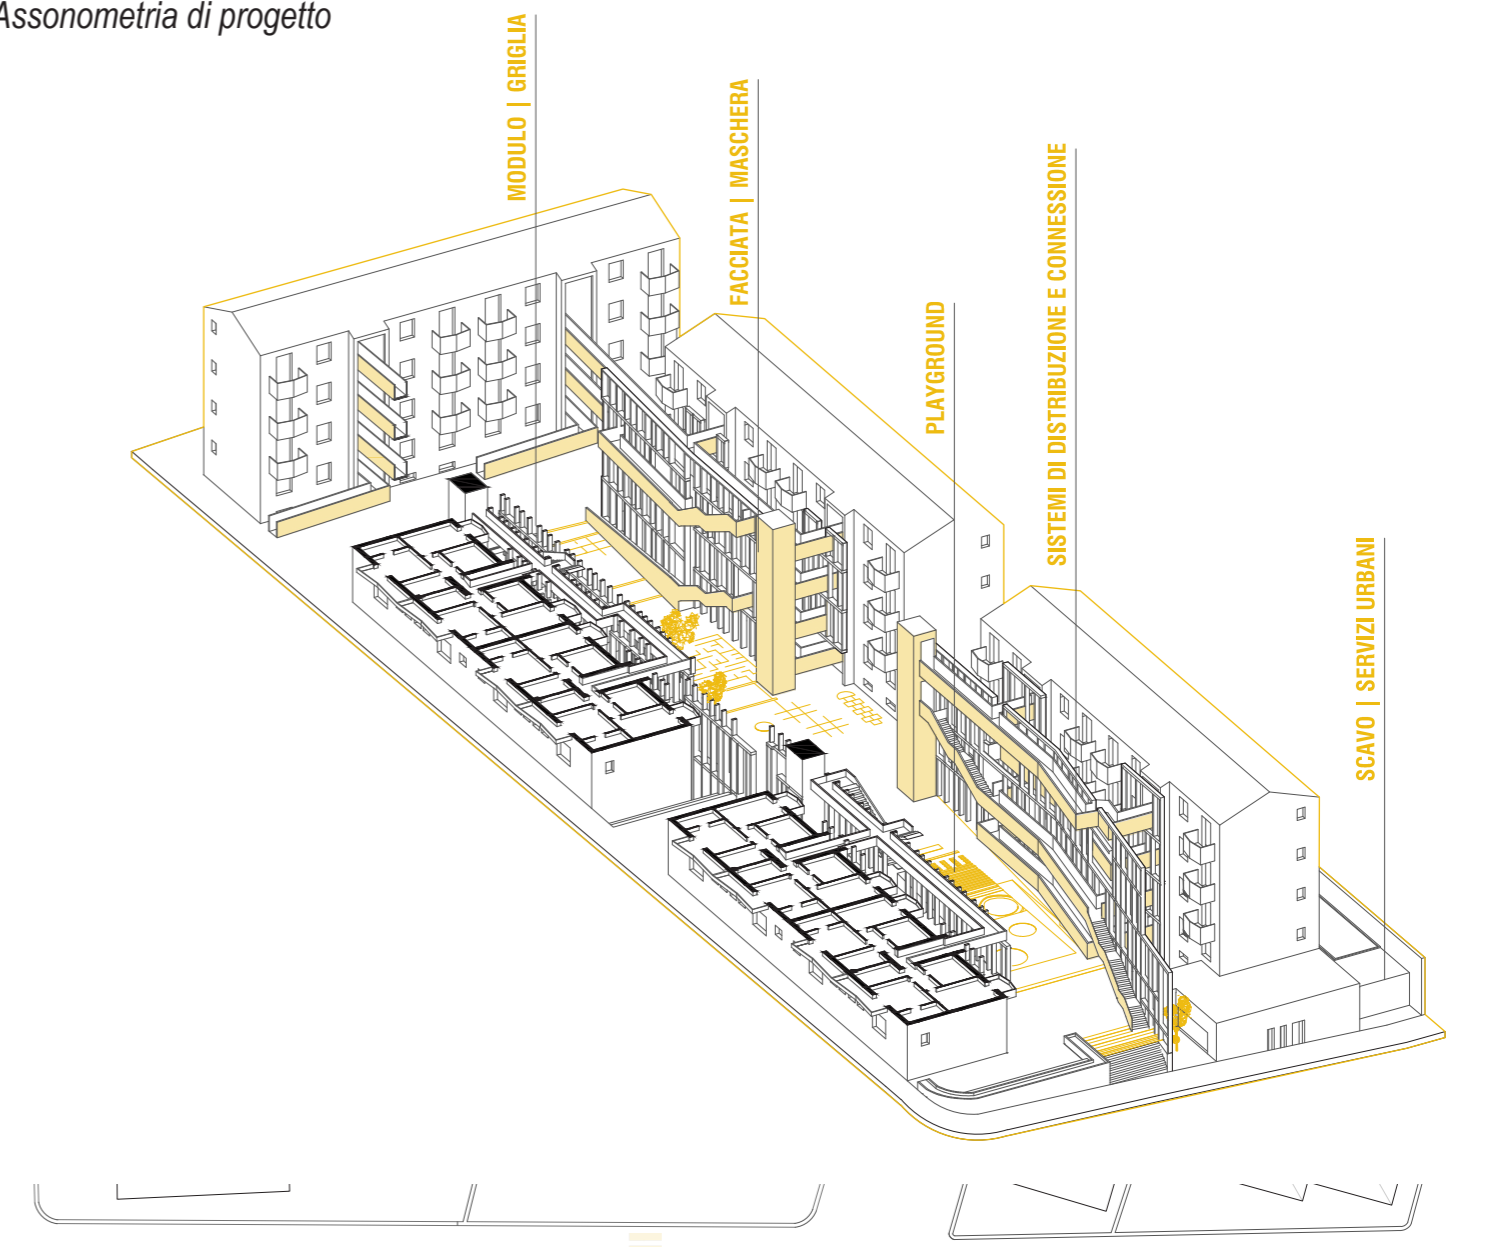 Assonometria di progetto
MODULO | GRIGLIA
FACCIATA | MASCHERA
PLAYGROUND
SISTEMI DI DISTRIBUZIONE E CONNESSIONE
SCAVO | SERVIZI URBANI